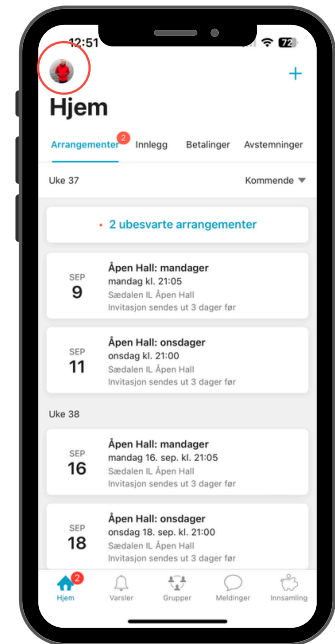 12:51
72
+
Hjem
Arrangementer 2 Innlegg Betalinger Avstemninger
Uke 37 Kommende
2 ubesvarte arrangementer
Åpen Hall: mandager
SEP mandag kl. 21:05
9 Sædalen IL Åpen Hall
Invitasjon sendes ut 3 dager før
Åpen Hall: onsdager
SEP onsdag kl. 21:00
11 Sædalen IL Åpen Hall
Invitasjon sendes ut 3 dager før
Uke 38
Åpen Hall: mandager
SEP mandag 16. sep. kl. 21:05
16 Sædalen IL Åpen Hall
Invitasjon sendes ut 3 dager før
Åpen Hall: onsdager
SEP onsdag 18. sep. kl. 21:00
18 Sædalen IL Åpen Hall
Invitasjon sendes ut 3 dager før
2
Hjem Varsler Grupper Meldinger Innsamling